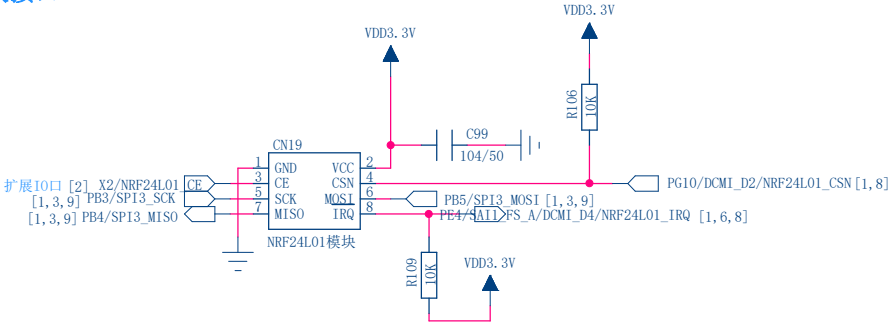 VDD3.3V
VDD3.3V
R106
10K
C99
104/50
CN19
1 GND VCC 2
3 CE CSN 4
5 SCK MOSI 6
7 MISO IRQ 8
NRF24L01模块
扩展IO口 [2] X2/NRF24L01_CE
[1,3,9] PB3/SPI3_SCK
[1,3,9] PB4/SPI3_MISO
PG10/DCMI_D2/NRF24L01_CSN [1,8]
PB5/SPI3_MOSI [1,3,9]
PE4/SAI1_FS_A/DCMI_D4/NRF24L01_IRQ [1,6,8]
R109
10K
VDD3.3V